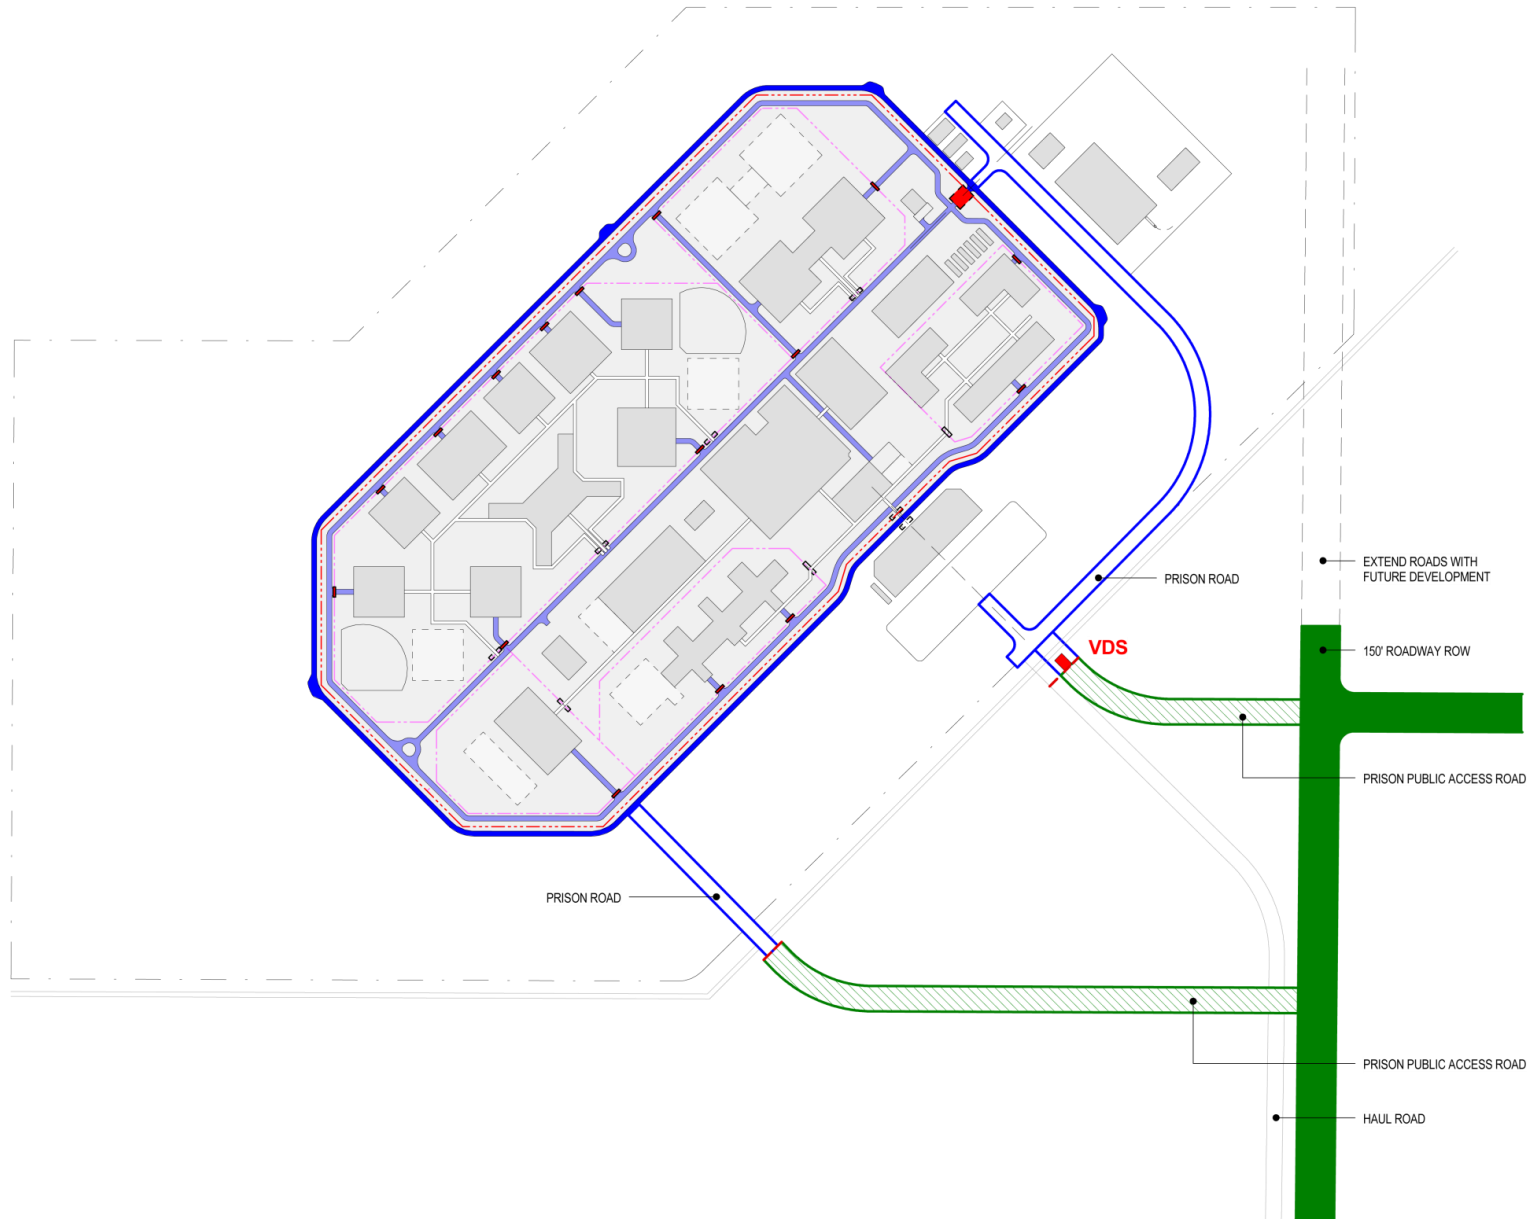 EXTEND ROADS WITH
FUTURE DEVELOPMENT
PRISON ROAD
VDS
150' ROADWAY ROW
PRISON PUBLIC ACCESS ROAD
PRISON ROAD
PRISON PUBLIC ACCESS ROAD
HAUL ROAD